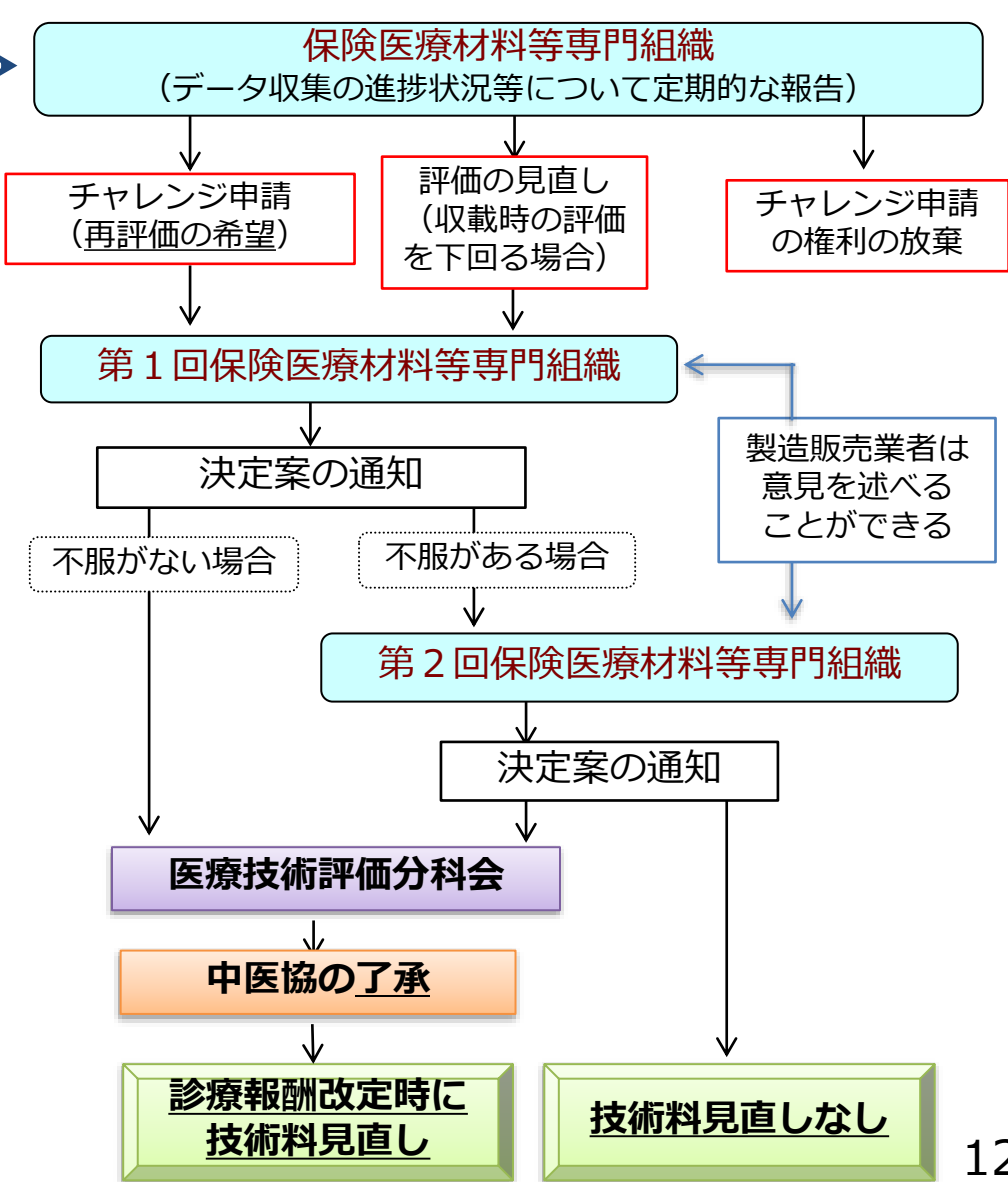 保険医療材料等専門組織
（データ収集の進捗状況等について定期的な報告）
チャレンジ申請
（再評価の希望）
評価の見直し
（収載時の評価
を下回る場合）
チャレンジ申請
の権利の放棄
第１回保険医療材料等専門組織
決定案の通知
製造販売業者は
意見を述べる
ことができる
不服がない場合
不服がある場合
第２回保険医療材料等専門組織
決定案の通知
医療技術評価分科会
中医協の了承
診療報酬改定時に
技術料見直し
技術料見直しなし
12